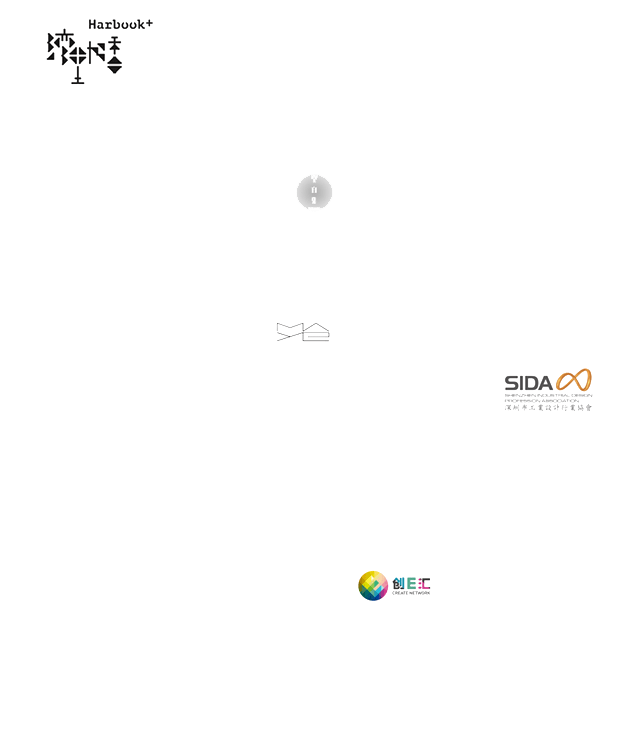 Harbook+
SIDA
SHENZHEN INDUSTRIAL DESIGN
PROFESSION ASSOCIATION
深圳市工業設計行業協會
创E汇
CREATE NETWORK